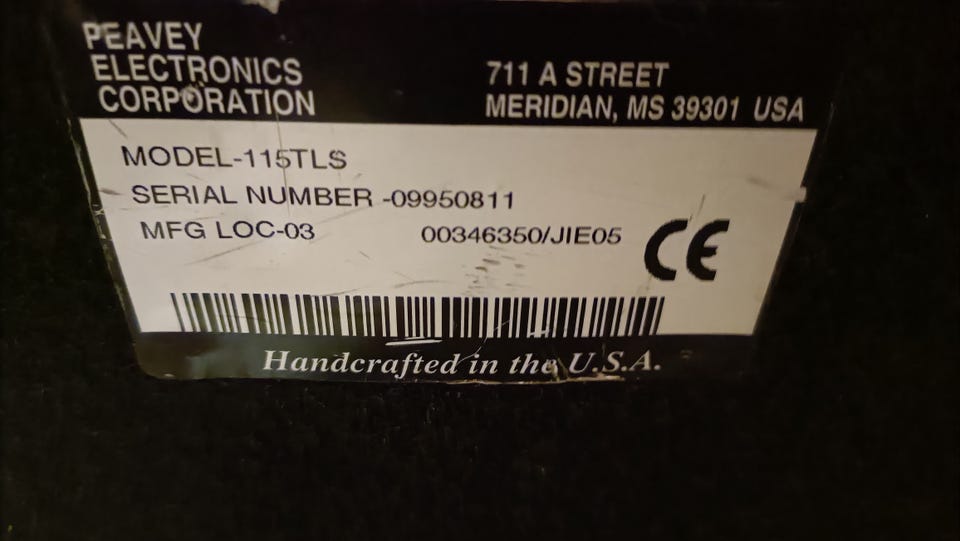 PEAVEY
ELECTRONICS
CORPORATION
711 A STREET
MERIDIAN, MS 39301 USA
MODEL-115TLS
SERIAL NUMBER -09950811
MFG LOC-03 00346350/JIE05 CE
Handcrafted in the U.S.A.